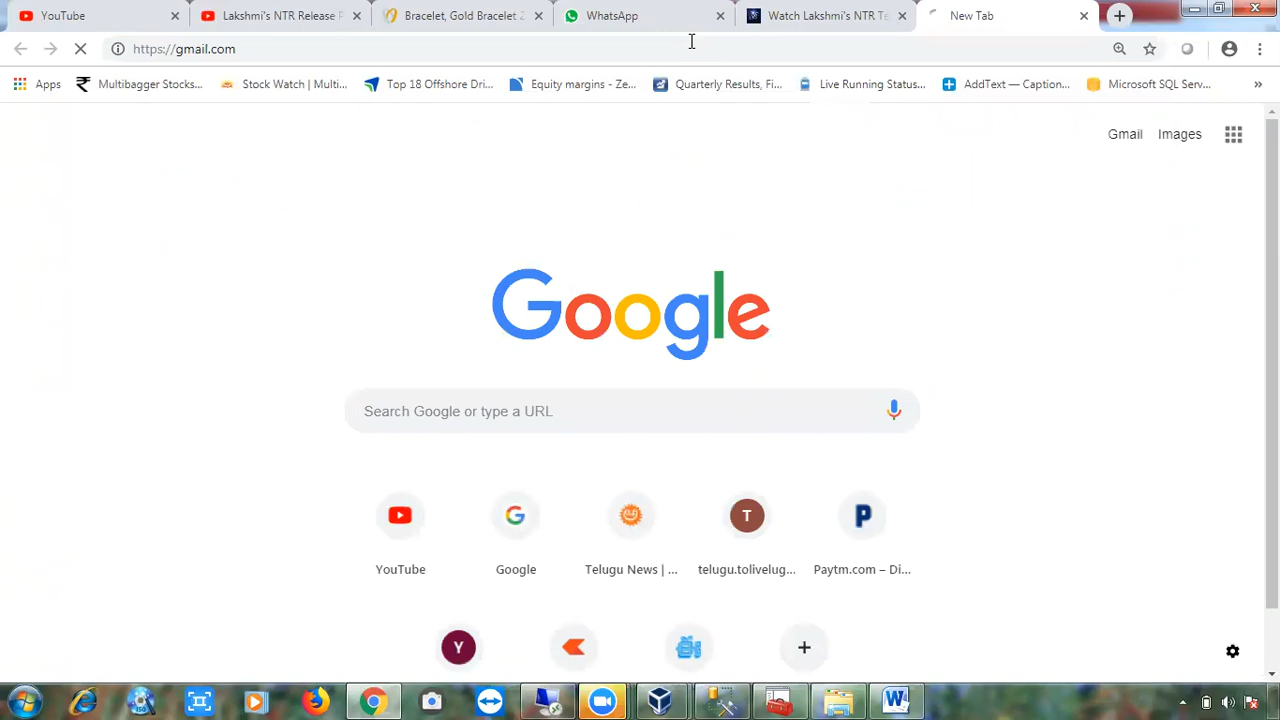 YouTube
Lakshmi's NTR Release P
Bracelet, Gold Bracelet Z
WhatsApp
Watch Lakshmi's NTR Te
New Tab
https://gmail.com
Apps
Multibagger Stocks...
Stock Watch | Multi...
Top 18 Offshore Dri...
Equity margins - Ze...
Quarterly Results, Fi...
Live Running Status...
AddText — Caption...
Microsoft SQL Serv...
»
Gmail
Images
Google
Search Google or type a URL
T
YouTube
Google
Telugu News | ...
telugu.tolivelug...
Paytm.com – Di...
Y